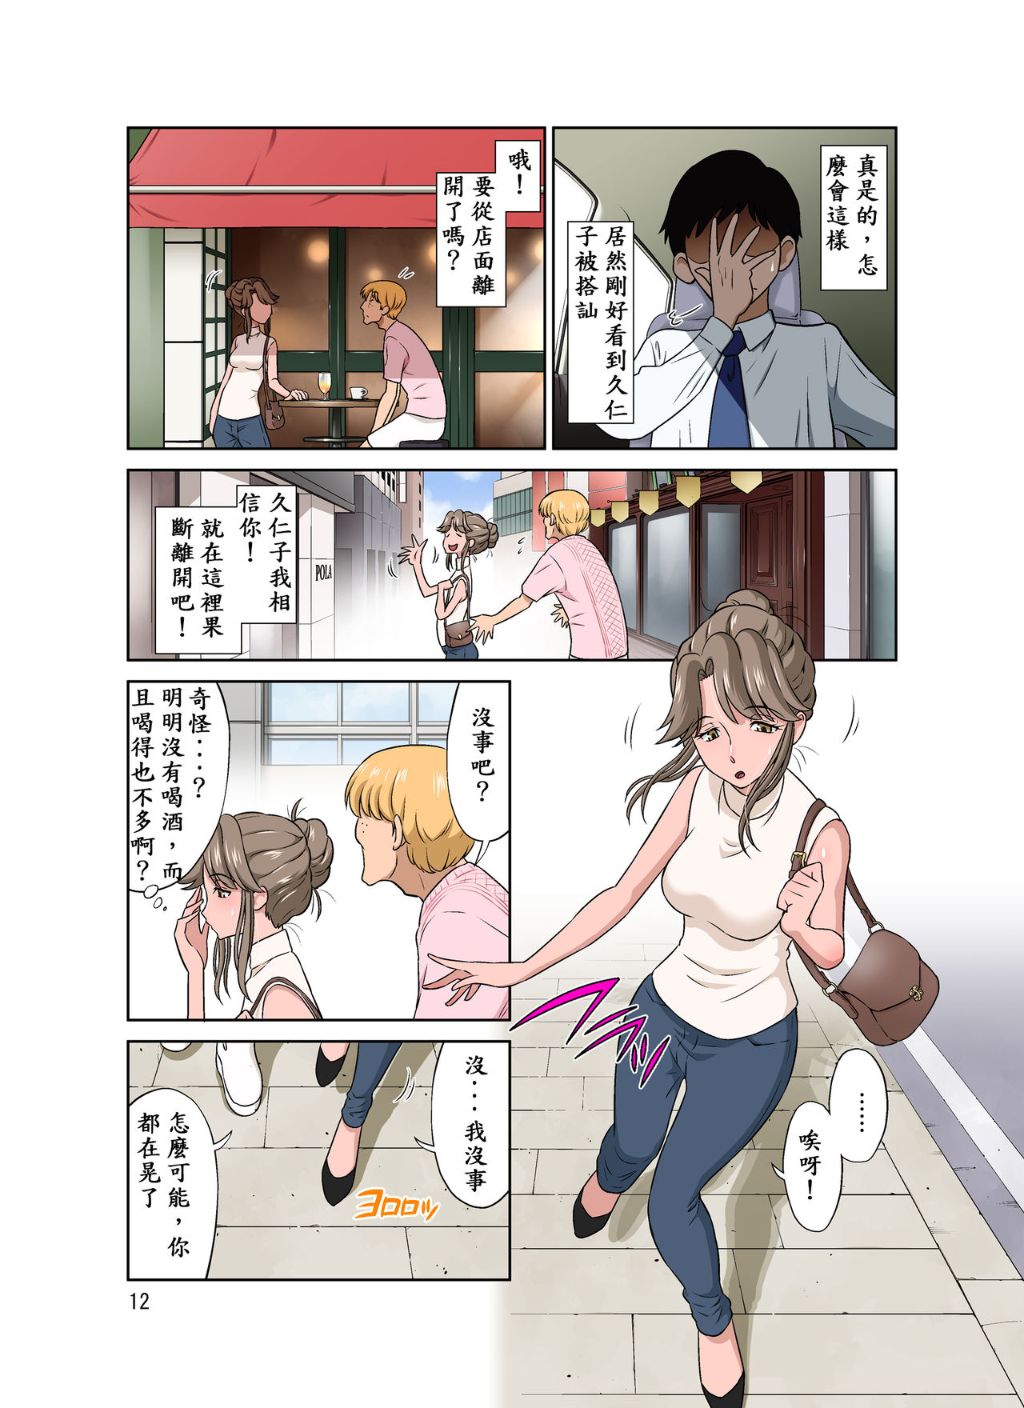 真是的，怎
麼會這樣
居然剛好看到久仁
子被搭訕
哦！
要從店面離
開了嗎？
久仁子我相
信你！
就在這裡果
斷離開吧！
POLA
沒事吧？
奇怪...？
明明沒有喝酒，而
且喝得也不多啊？
フラッ
......
唉呀！
沒...我沒事
ヨロロッ
怎麼可能，你
都在晃了
12